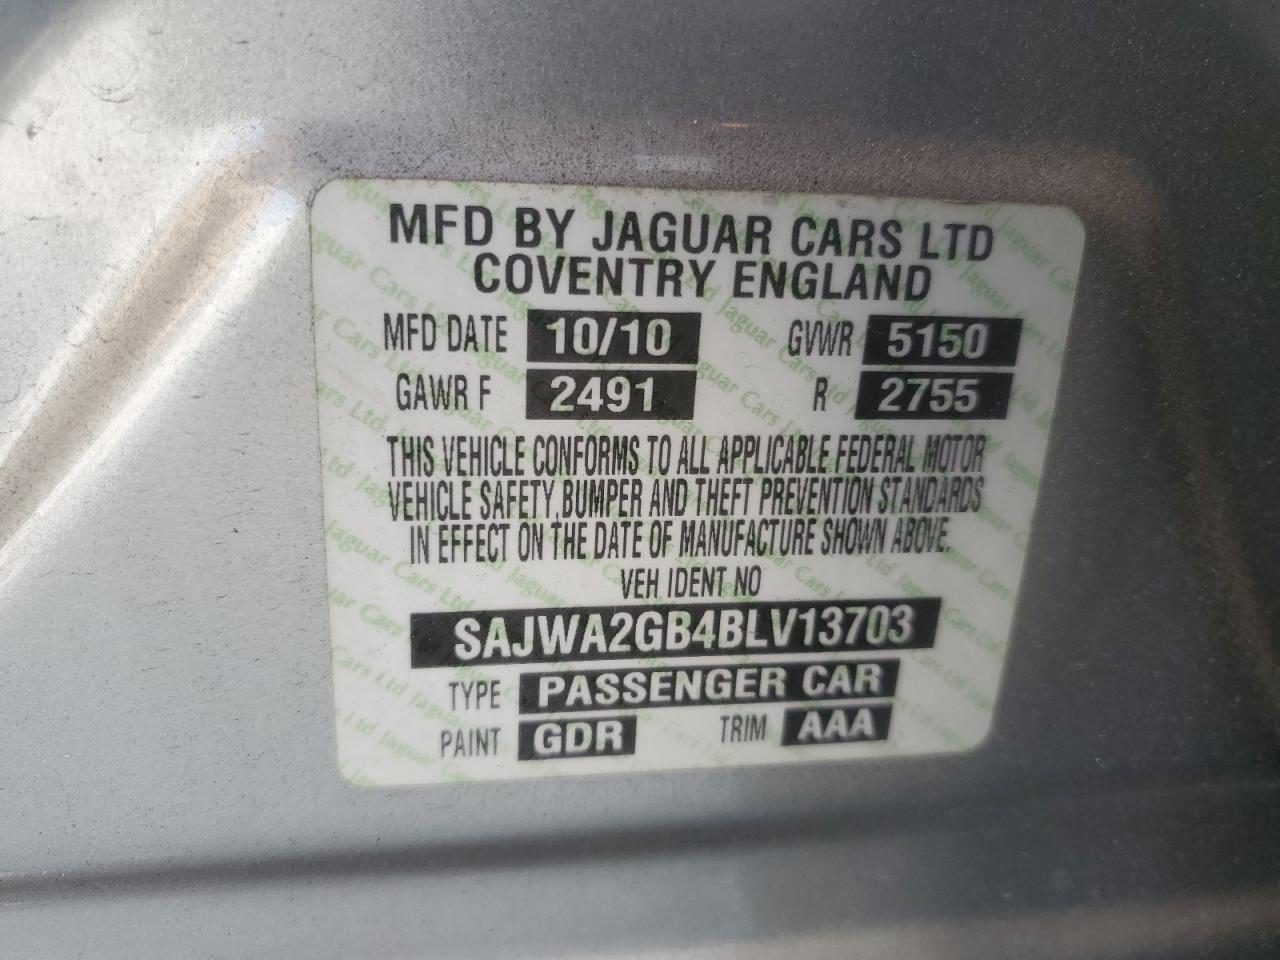 MFD BY JAGUAR CARS LTD
COVENTRY ENGLAND
MFD DATE 10/10 GVWR 5150
GAWR F 2491 R 2755
THIS VEHICLE CONFORMS TO ALL APPLICABLE FEDERAL MOTOR
VEHICLE SAFETY, BUMPER AND THEFT PREVENTION STANDARDS
IN EFFECT ON THE DATE OF MANUFACTURE SHOWN ABOVE.
VEH IDENT NO
SAJWA2GB4BLV13703
TYPE PASSENGER CAR
PAINT GDR TRIM AAA